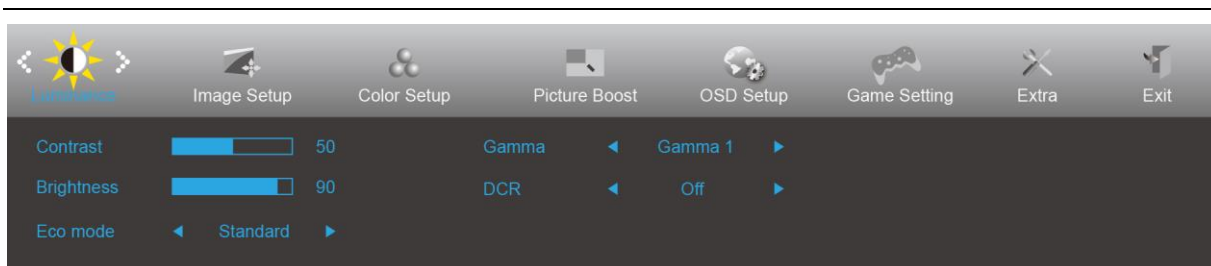 Luminance Image Setup Color Setup Picture Boost OSD Setup Game Setting Extra Exit
Contrast 50 Gamma Gamma 1
Brightness 90 DCR Off
Eco mode Standard